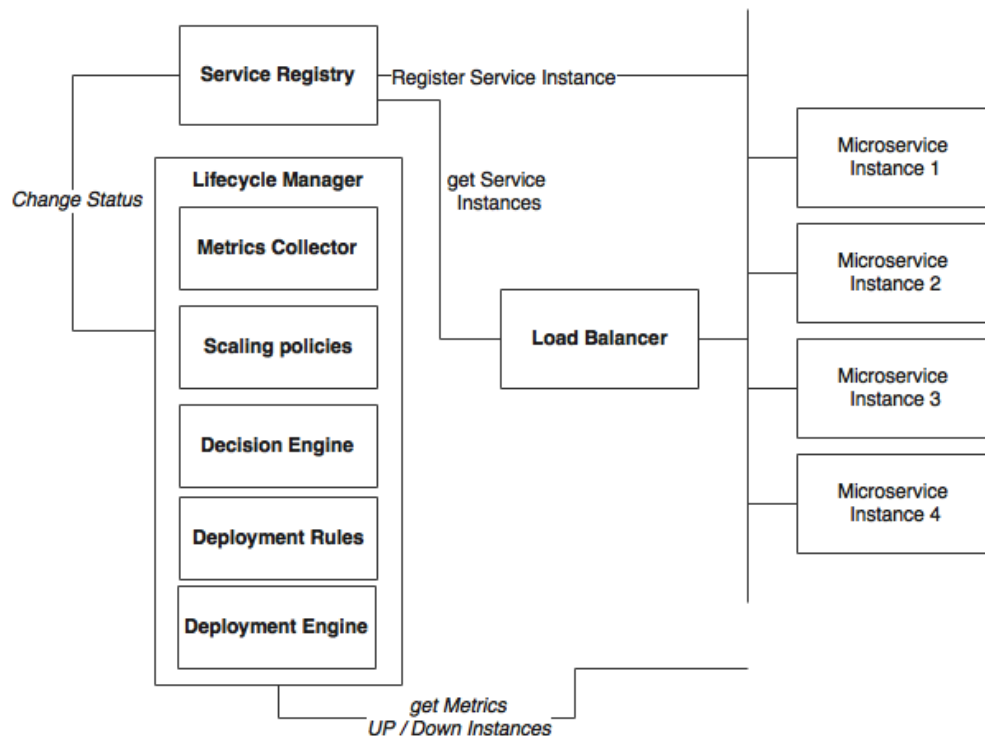 Service Registry
Register Service Instance
Microservice
Instance 1
Lifecycle Manager
get Service
Instances
Change Status
Metrics Collector
Microservice
Instance 2
Scaling policies
Load Balancer
Microservice
Instance 3
Decision Engine
Microservice
Instance 4
Deployment Rules
Deployment Engine
get Metrics
UP / Down Instances